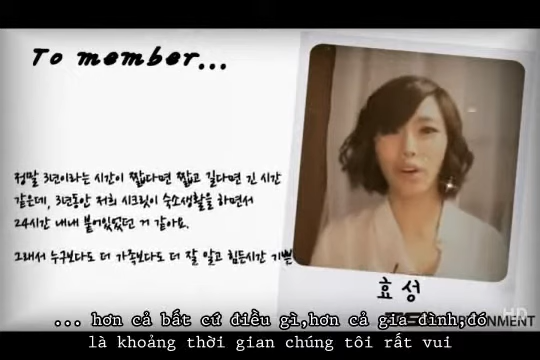 To member...
정말 3년이라는 시간이 짧다면 짧고 길다면 긴 시간
같은데, 3년동안 저희 시크릿이 숙소생활을 하면서
24시간 내내 붙어있었던 거 같아요.
그래서 누구보다도 더 가족보다도 더 잘 알고 힘든시간 기쁜
효성
HD
NMENT
... hơn cả bất cứ điều gì,hơn cả gia đình;đó
là khoảng thời gian chúng tôi rất vui